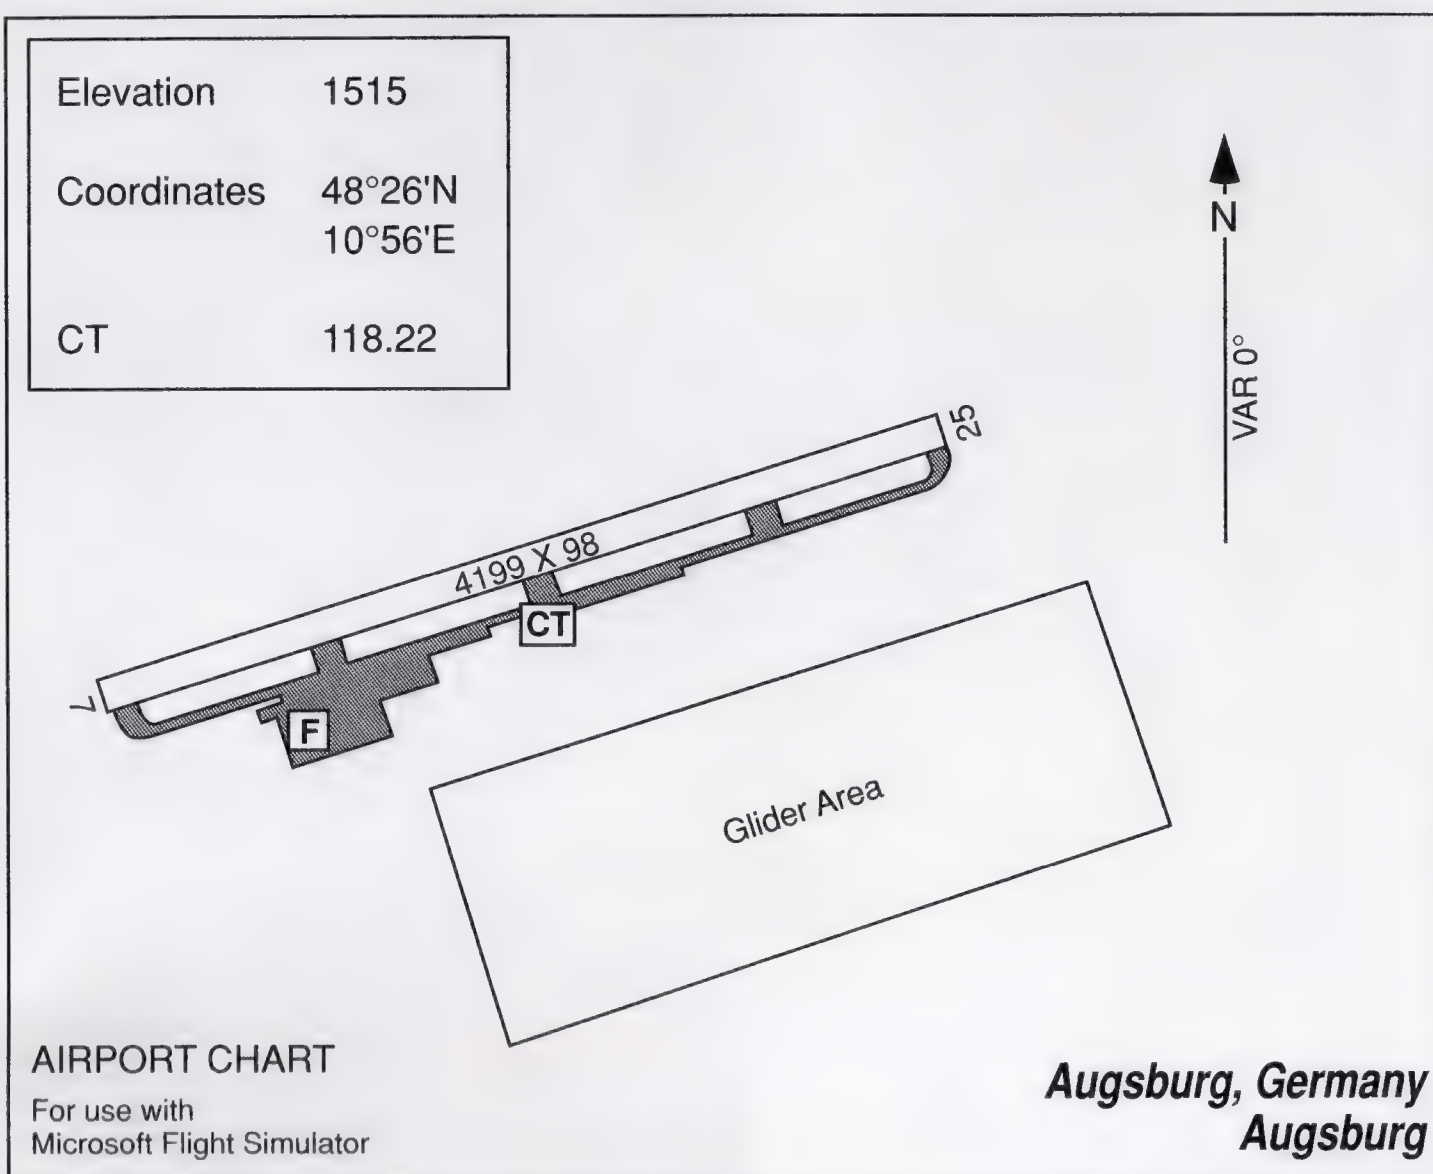 Elevation 1515
Coordinates 48°26'N
10°56'E
CT 118.22
N
VAR 0°
25
4199 X 98
CT
7
F
Glider Area
AIRPORT CHART
For use with
Microsoft Flight Simulator
Augsburg, Germany
Augsburg